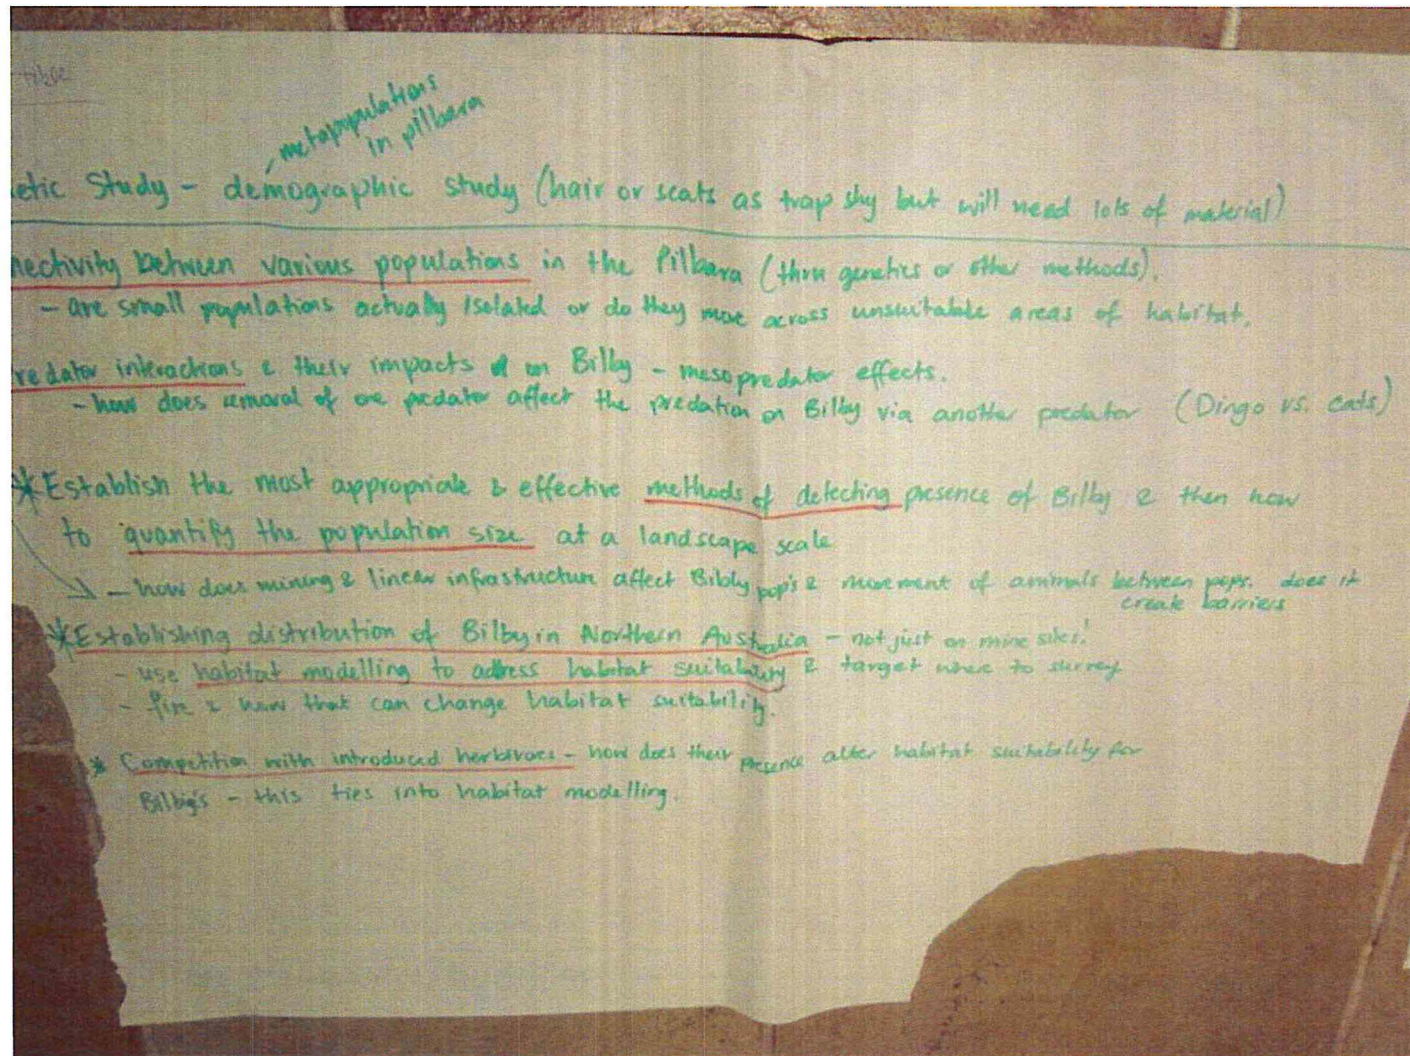 metapopulations
in pilbara
etic Study - demographic study (hair or scats as trap shy but will need lots of material)
nectivity between various populations in the Pilbara (thru genetics or other methods).
- are small populations actually isolated or do they move across unsuitable areas of habitat.
redator interactions & their impacts on Bilby - mesopredator effects.
- how does removal of one predator affect the predation on Bilby via another predator (Dingo vs. cats)
* Establish the most appropriate & effective methods of detecting presence of Bilby & then how
to quantify the population size at a landscape scale
- how does mining & linear infrastructure affect Bibly pop's & movement of animals between pops. does it
create barriers
* Establishing distribution of Bilby in Northern Australia - not just on mine sites!
- use habitat modelling to adress habitat suitability & target where to survey
- fire & how that can change habitat suitability.
* Competition with introduced herbivores - how does their presence alter habitat suitability for
Bilbig's - this ties into habitat modelling.